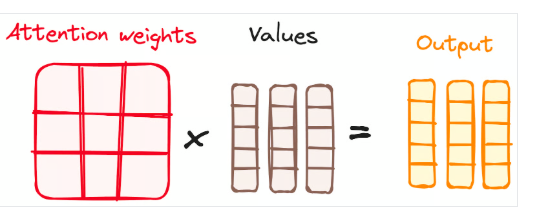 Attention weights
Values
Output
×
=